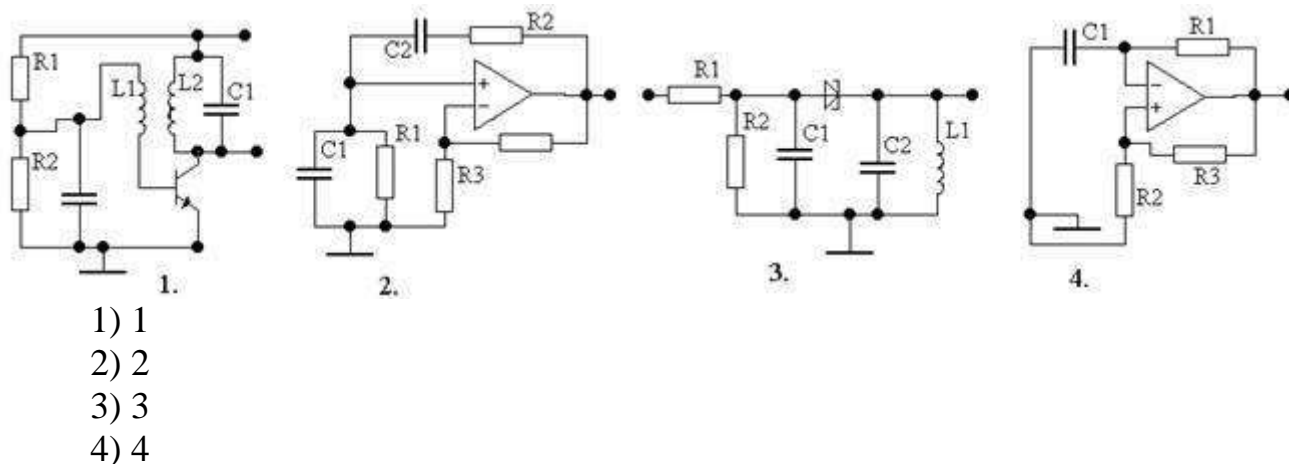 R1 L1 L2 C1 R2
C2 R2 + − C1 R1 R3
R1 R2 C1 C2 L1
C1 R1 − + R2 R3
1. 2. 3. 4.
1) 1
2) 2
3) 3
4) 4